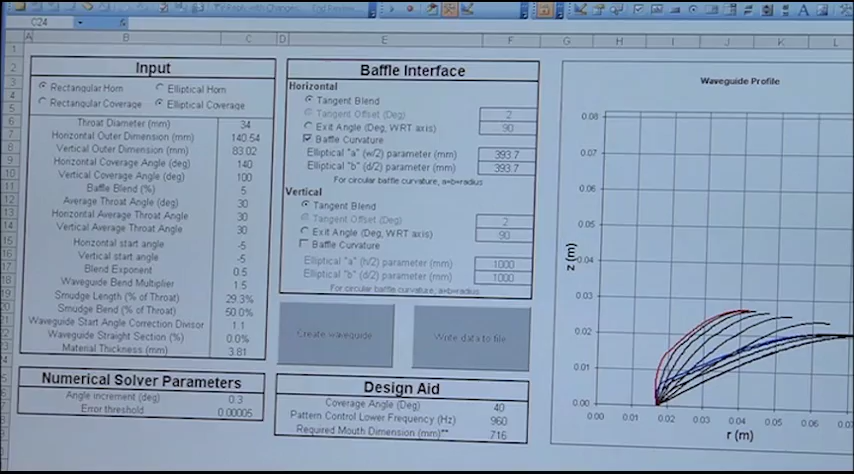 Reply with Changes... End Review...
C24
fx
A B C D E F G H I J K L
Input
Rectangular Horn Elliptical Horn
Rectangular Coverage Elliptical Coverage
Throat Diameter (mm) 34
Horizontal Outer Dimension (mm) 140.54
Vertical Outer Dimension (mm) 83.02
Horizontal Coverage Angle (deg) 140
Vertical Coverage Angle (deg) 100
Baffle Blend (%) 5
Average Throat Angle (deg) 30
Horizontal Average Throat Angle 30
Vertical Average Throat Angle 30
Horizontal start angle -5
Vertical start angle -5
Blend Exponent 0.5
Waveguide Bend Multiplier 1.5
Smudge Length (% of Throat) 29.3%
Smudge Bend (% of Throat) 50.0%
Waveguide Start Angle Correction Divisor 1.1
Waveguide Straight Section (%) 0.0%
Material Thickness (mm) 3.81
Numerical Solver Parameters
Angle increment (deg) 0.3
Error threshold 0.00005
Baffle Interface
Horizontal
Tangent Blend
Tangent Offset (Deg) 2
Exit Angle (Deg, WRT axis) 90
Baffle Curvature
Elliptical "a" (w/2) parameter (mm) 393.7
Elliptical "b" (d/2) parameter (mm) 393.7
For circular baffle curvature, a=b=radius
Vertical
Tangent Blend
Tangent Offset (Deg) 2
Exit Angle (Deg, WRT axis) 90
Baffle Curvature
Elliptical "a" (h/2) parameter (mm) 1000
Elliptical "b" (d/2) parameter (mm) 1000
For circular baffle curvature, a=b=radius
Create waveguide Write data to file
Design Aid
Coverage Angle (Deg) 40
Pattern Control Lower Frequency (Hz) 960
Required Mouth Dimension (mm)** 716
Waveguide Profile
0.08
0.07
0.06
0.05
0.04
0.03
0.02
0.01
0.00
z (m)
0.00 0.01 0.02 0.03 0.04 0.05 0.06
r (m)